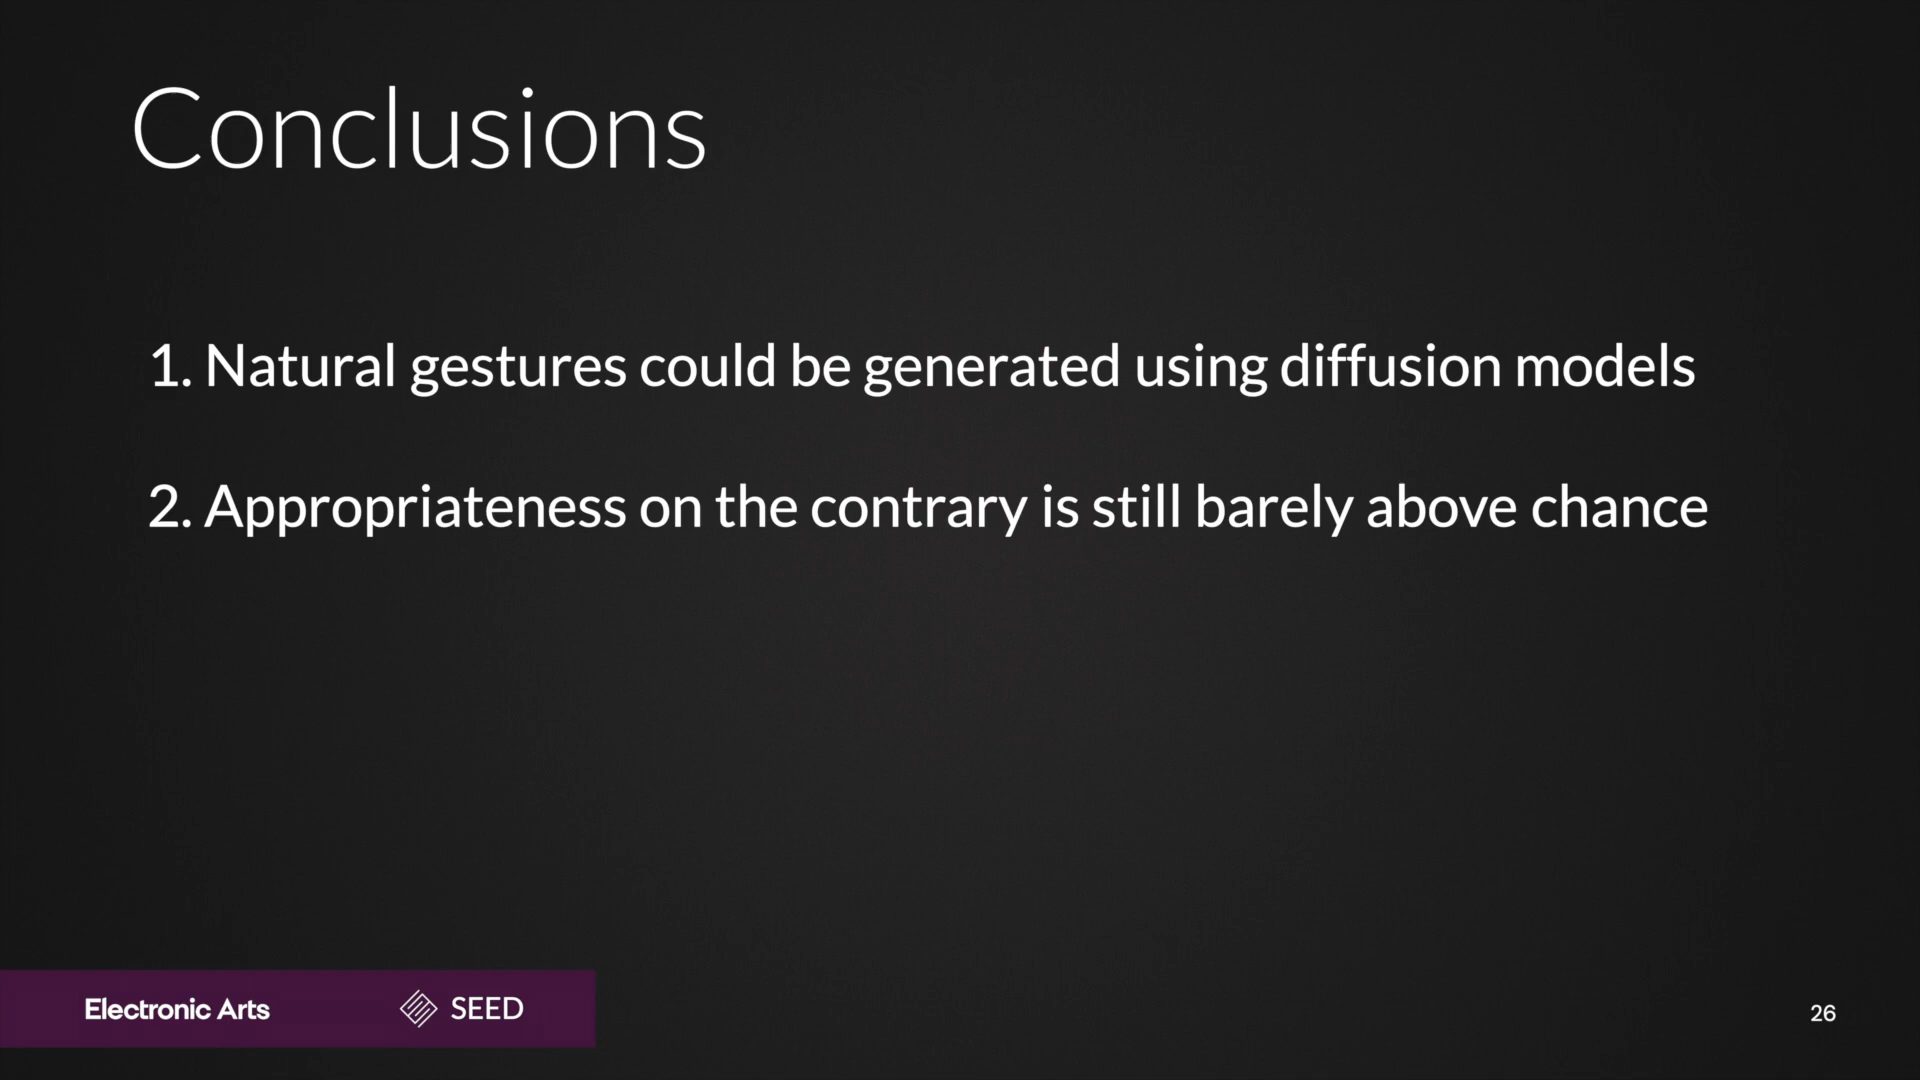 Conclusions
1. Natural gestures could be generated using diffusion models
2. Appropriateness on the contrary is still barely above chance
Electronic Arts
SEED
26